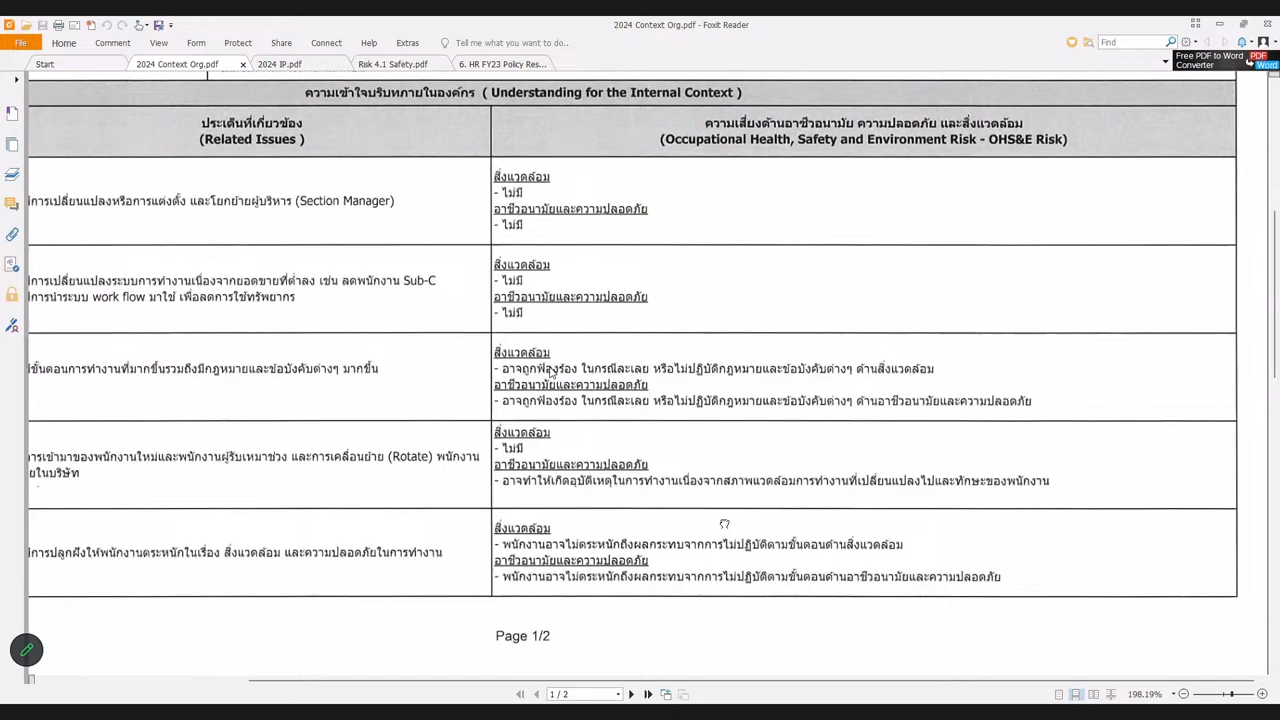 2024 Context Org.pdf - Foxit Reader
File Home Comment View Form Protect Share Connect Help Extras Tell me what you want to do.. Find
Start 2024 Context Org.pdf 2024 IP.pdf Risk 4.1 Safety.pdf 6. HR FY23 Policy Res...
Free PDF to Word Converter
PDF
Word
ความเข้าใจบริบทภายในองค์กร ( Understanding for the Internal Context )
ประเด็นที่เกี่ยวข้อง
(Related Issues )
ความเสี่ยงด้านอาชีวอนามัย ความปลอดภัย และสิ่งแวดล้อม
(Occupational Health, Safety and Environment Risk - OHS&E Risk)
การเปลี่ยนแปลงหรือการแต่งตั้ง และโยกย้ายผู้บริหาร (Section Manager)
สิ่งแวดล้อม
- ไม่มี
อาชีวอนามัยและความปลอดภัย
- ไม่มี
การเปลี่ยนแปลงระบบการทำงานเนื่องจากยอดขายที่ต่ำลง เช่น ลดพนักงาน Sub-C
การนำระบบ work flow มาใช้ เพื่อลดการใช้ทรัพยากร
สิ่งแวดล้อม
- ไม่มี
อาชีวอนามัยและความปลอดภัย
- ไม่มี
ขั้นตอนการทำงานที่มากขึ้นรวมถึงมีกฎหมายและข้อบังคับต่างๆ มากขึ้น
สิ่งแวดล้อม
- อาจถูกฟ้องร้อง ในกรณีละเลย หรือไม่ปฏิบัติกฎหมายและข้อบังคับต่างๆ ด้านสิ่งแวดล้อม
อาชีวอนามัยและความปลอดภัย
- อาจถูกฟ้องร้อง ในกรณีละเลย หรือไม่ปฏิบัติกฎหมายและข้อบังคับต่างๆ ด้านอาชีวอนามัยและความปลอดภัย
การเข้ามาของพนักงานใหม่และพนักงานผู้รับเหมาช่วง และการเคลื่อนย้าย (Rotate) พนักงาน
ในบริษัท
สิ่งแวดล้อม
- ไม่มี
อาชีวอนามัยและความปลอดภัย
- อาจทำให้เกิดอุบัติเหตุในการทำงานเนื่องจากสภาพแวดล้อมการทำงานที่เปลี่ยนแปลงไปและทักษะของพนักงาน
การปลูกฝังให้พนักงานตระหนักในเรื่อง สิ่งแวดล้อม และความปลอดภัยในการทำงาน
สิ่งแวดล้อม
- พนักงานอาจไม่ตระหนักถึงผลกระทบจากการไม่ปฏิบัติตามขั้นตอนด้านสิ่งแวดล้อม
อาชีวอนามัยและความปลอดภัย
- พนักงานอาจไม่ตระหนักถึงผลกระทบจากการไม่ปฏิบัติตามขั้นตอนด้านอาชีวอนามัยและความปลอดภัย
Page 1/2
1 / 2
198.19%